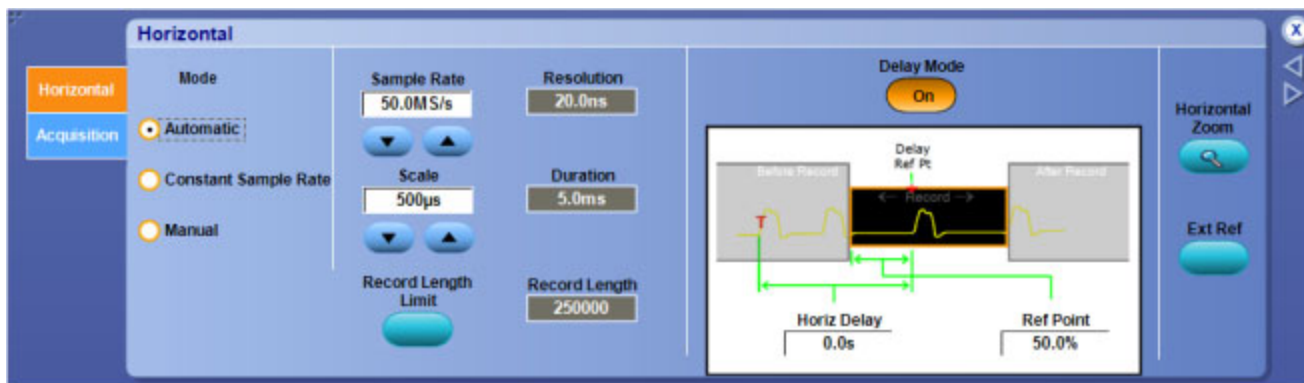 Horizontal
Horizontal
Acquisition
Mode
Automatic
Constant Sample Rate
Manual
Sample Rate
50.0MS/s
Scale
500µs
Record Length
Limit
Resolution
20.0ns
Duration
5.0ms
Record Length
250000
Delay Mode
On
Delay
Ref Pt
Before Record
Record
After Record
T
Horiz Delay
0.0s
Ref Point
50.0%
Horizontal
Zoom
Ext Ref
X